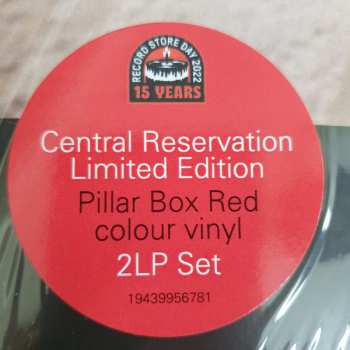 RECORD STORE DAY 2022
15 YEARS
Central Reservation
Limited Edition
Pillar Box Red
colour vinyl
2LP Set
19439956781